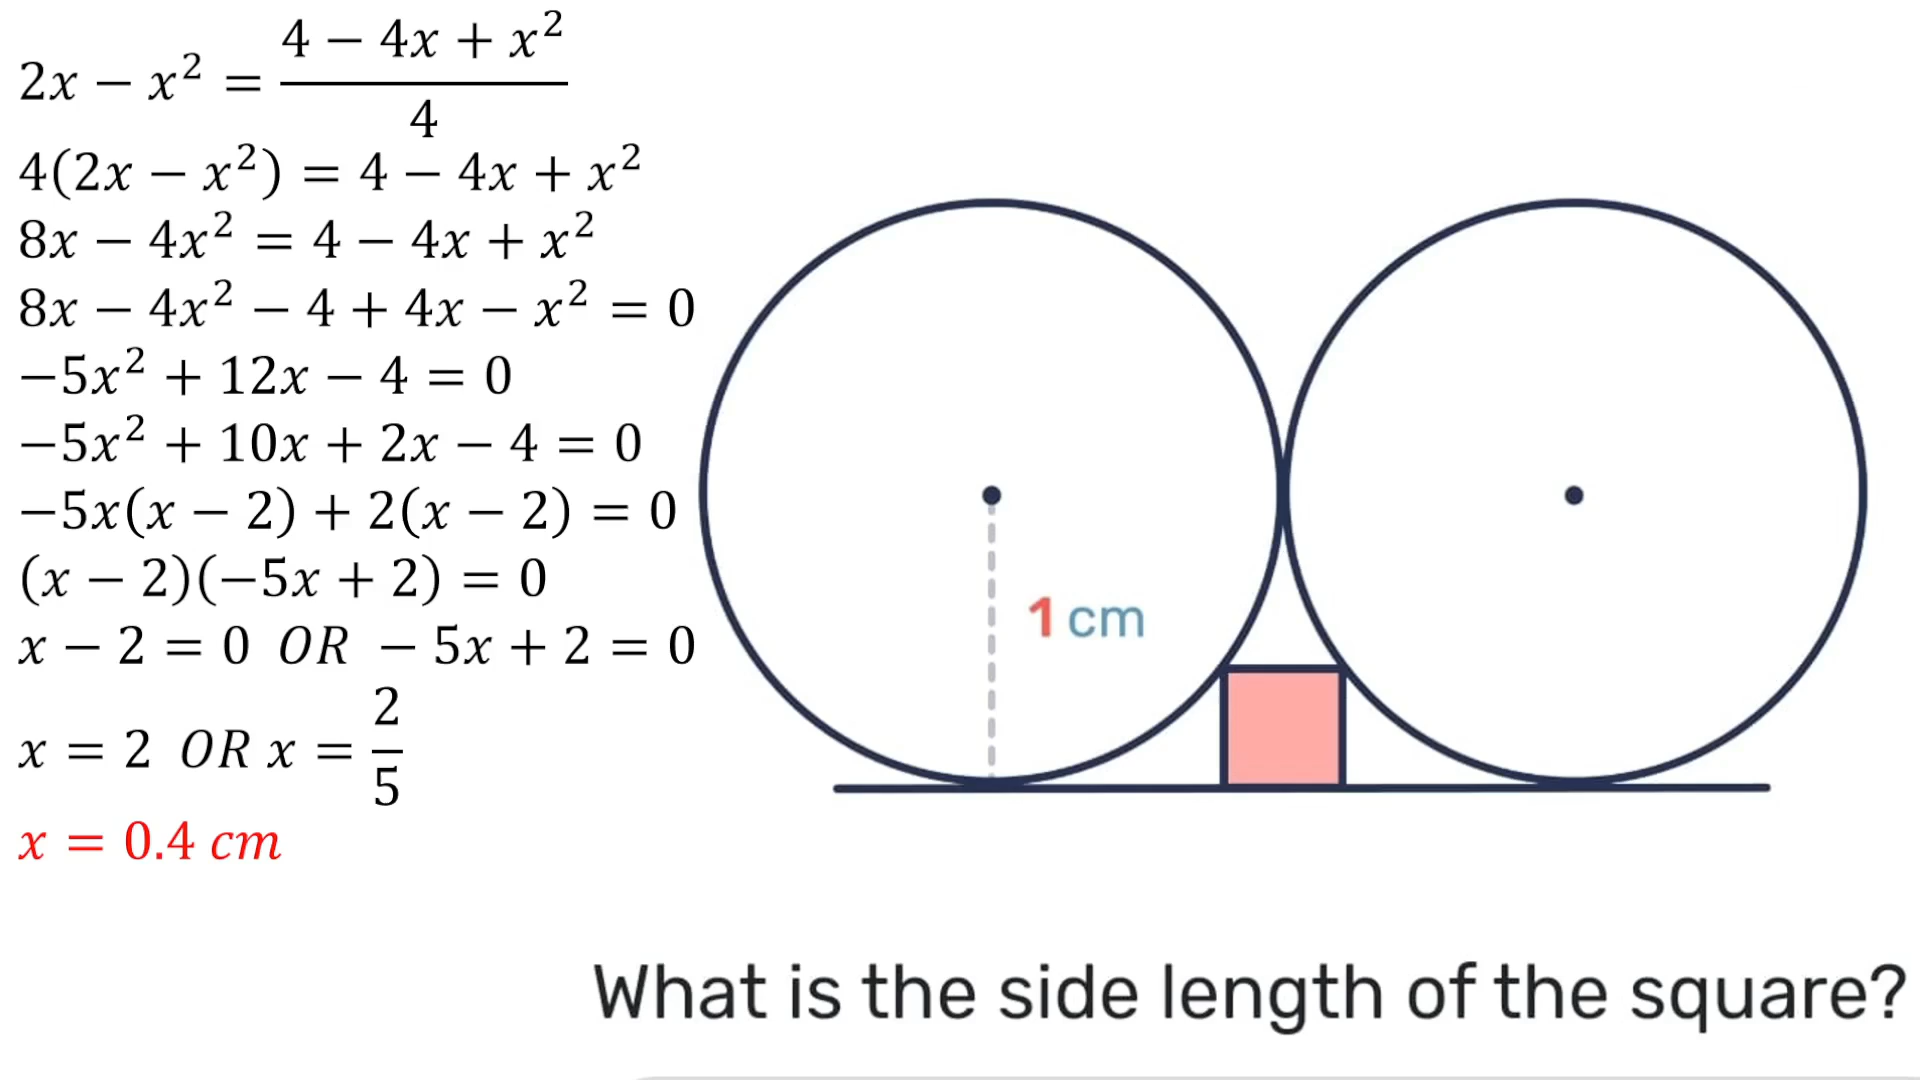 2x − x² = (4 − 4x + x²)/4
4(2x − x²) = 4 − 4x + x²
8x − 4x² = 4 − 4x + x²
8x − 4x² − 4 + 4x − x² = 0
−5x² + 12x − 4 = 0
−5x² + 10x + 2x − 4 = 0
−5x(x − 2) + 2(x − 2) = 0
(x − 2)(−5x + 2) = 0
x − 2 = 0 OR − 5x + 2 = 0
x = 2 OR x = 2/5
x = 0.4 cm
1 cm
What is the side length of the square?